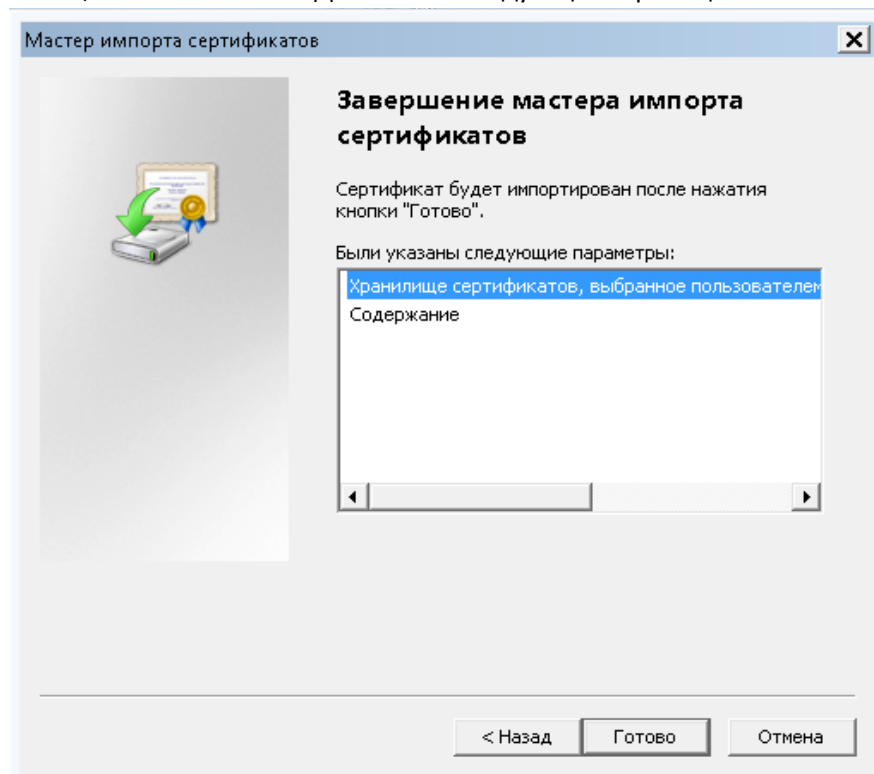 Мастер импорта сертификатов
Завершение мастера импорта
сертификатов
Сертификат будет импортирован после нажатия
кнопки "Готово".
Были указаны следующие параметры:
Хранилище сертификатов, выбранное пользователем
Содержание
< Назад
Готово
Отмена